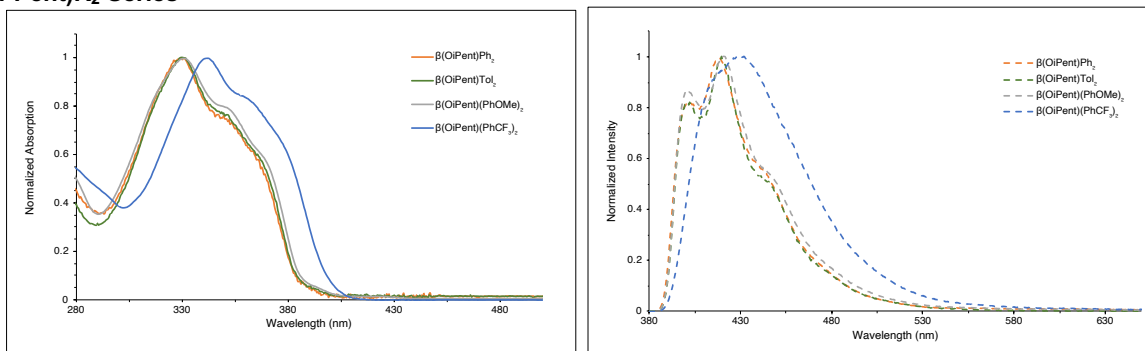 Series
Normalized Absorption
1
0.8
0.6
0.4
0.2
0
280
330
380
430
480
Wavelength (nm)
β(OiPent)Ph₂
β(OiPent)Tol₂
β(OiPent)(PhOMe)₂
β(OiPent)(PhCF₃)₂
Normalized Intensity
1
0.8
0.6
0.4
0.2
0
380
430
480
530
580
630
Wavelength (nm)
β(OiPent)Ph₂
β(OiPent)Tol₂
β(OiPent)(PhOMe)₂
β(OiPent)(PhCF₃)₂